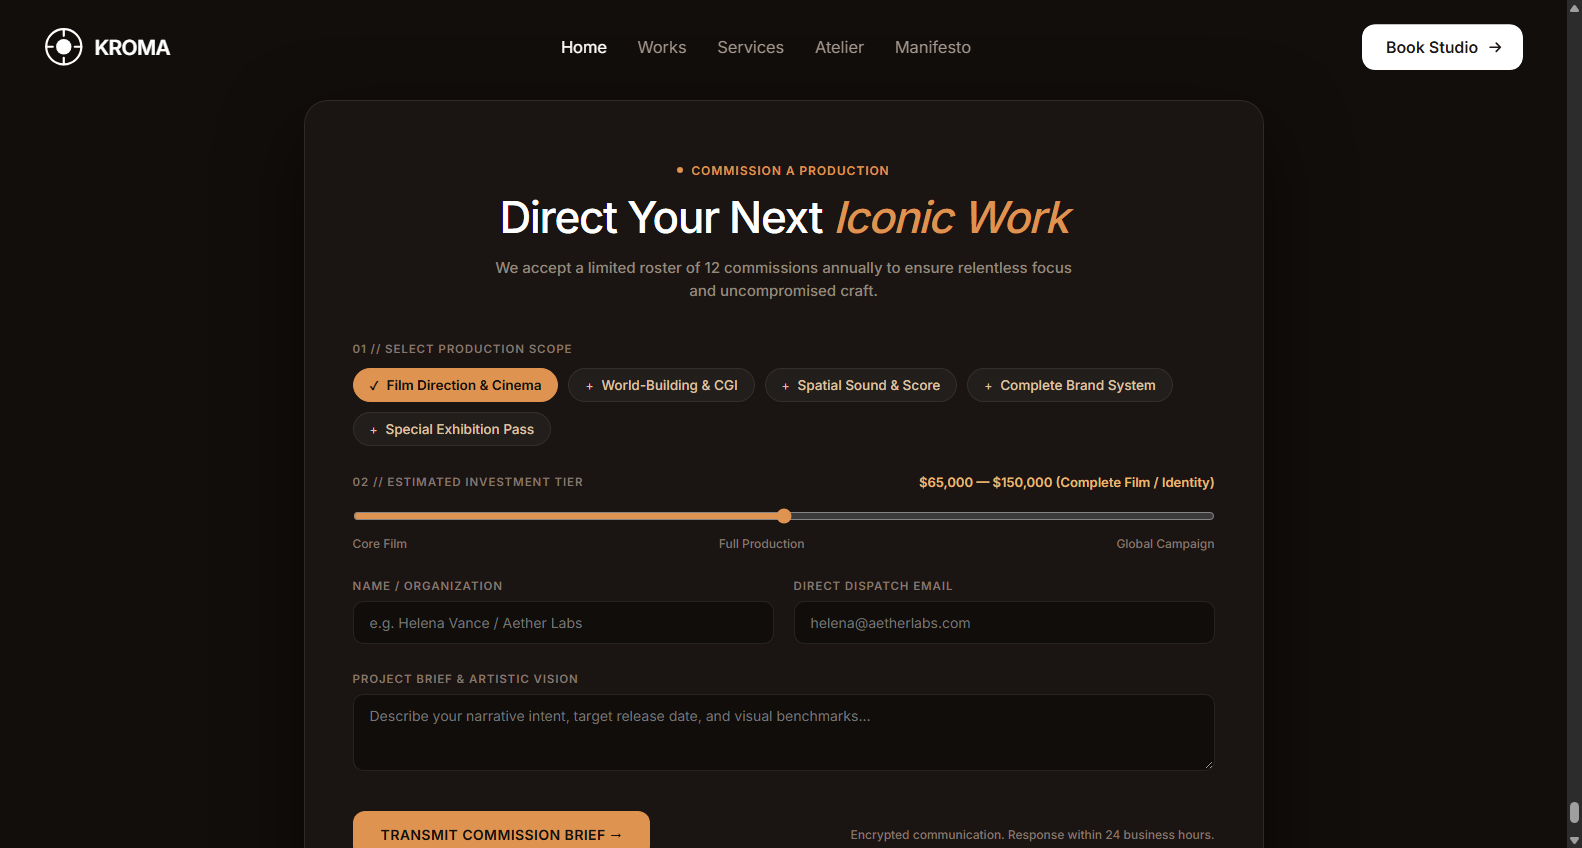 KROMA
Home
Works
Services
Atelier
Manifesto
Book Studio →
COMMISSION A PRODUCTION
Direct Your Next Iconic Work
We accept a limited roster of 12 commissions annually to ensure relentless focus
and uncompromised craft.
01 // SELECT PRODUCTION SCOPE
✓ Film Direction & Cinema
+ World-Building & CGI
+ Spatial Sound & Score
+ Complete Brand System
+ Special Exhibition Pass
02 // ESTIMATED INVESTMENT TIER
$65,000 — $150,000 (Complete Film / Identity)
Core Film
Full Production
Global Campaign
NAME / ORGANIZATION
DIRECT DISPATCH EMAIL
e.g. Helena Vance / Aether Labs
helena@aetherlabs.com
PROJECT BRIEF & ARTISTIC VISION
Describe your narrative intent, target release date, and visual benchmarks...
TRANSMIT COMMISSION BRIEF →
Encrypted communication. Response within 24 business hours.